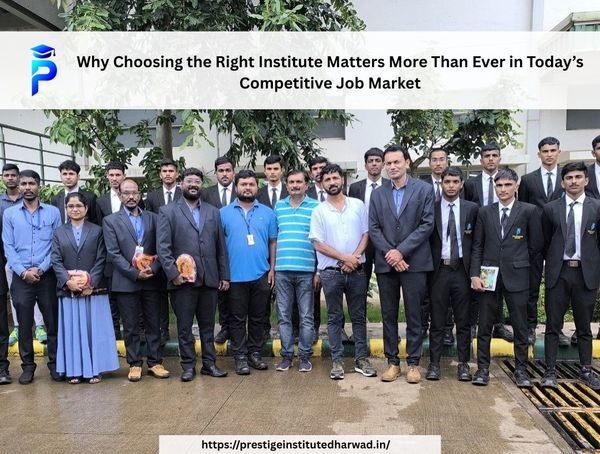 Why Choosing the Right Institute Matters More Than Ever in Today’s
Competitive Job Market
https://prestigeinstitutedharwad.in/